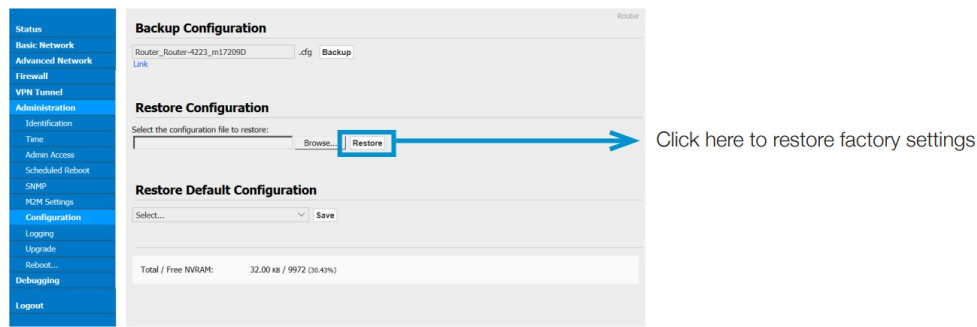 Router
Status
Basic Network
Advanced Network
Firewall
VPN Tunnel
Administration
Identification
Time
Admin Access
Scheduled Reboot
SNMP
M2M Settings
Configuration
Logging
Upgrade
Reboot...
Debugging
Logout
Backup Configuration
Router_Router-4223_m17209D .cfg Backup
Link
Restore Configuration
Select the configuration file to restore:
Browse... Restore
Click here to restore factory settings
Restore Default Configuration
Select... Save
Total / Free NVRAM: 32.00 KB / 9972 (30.43%)